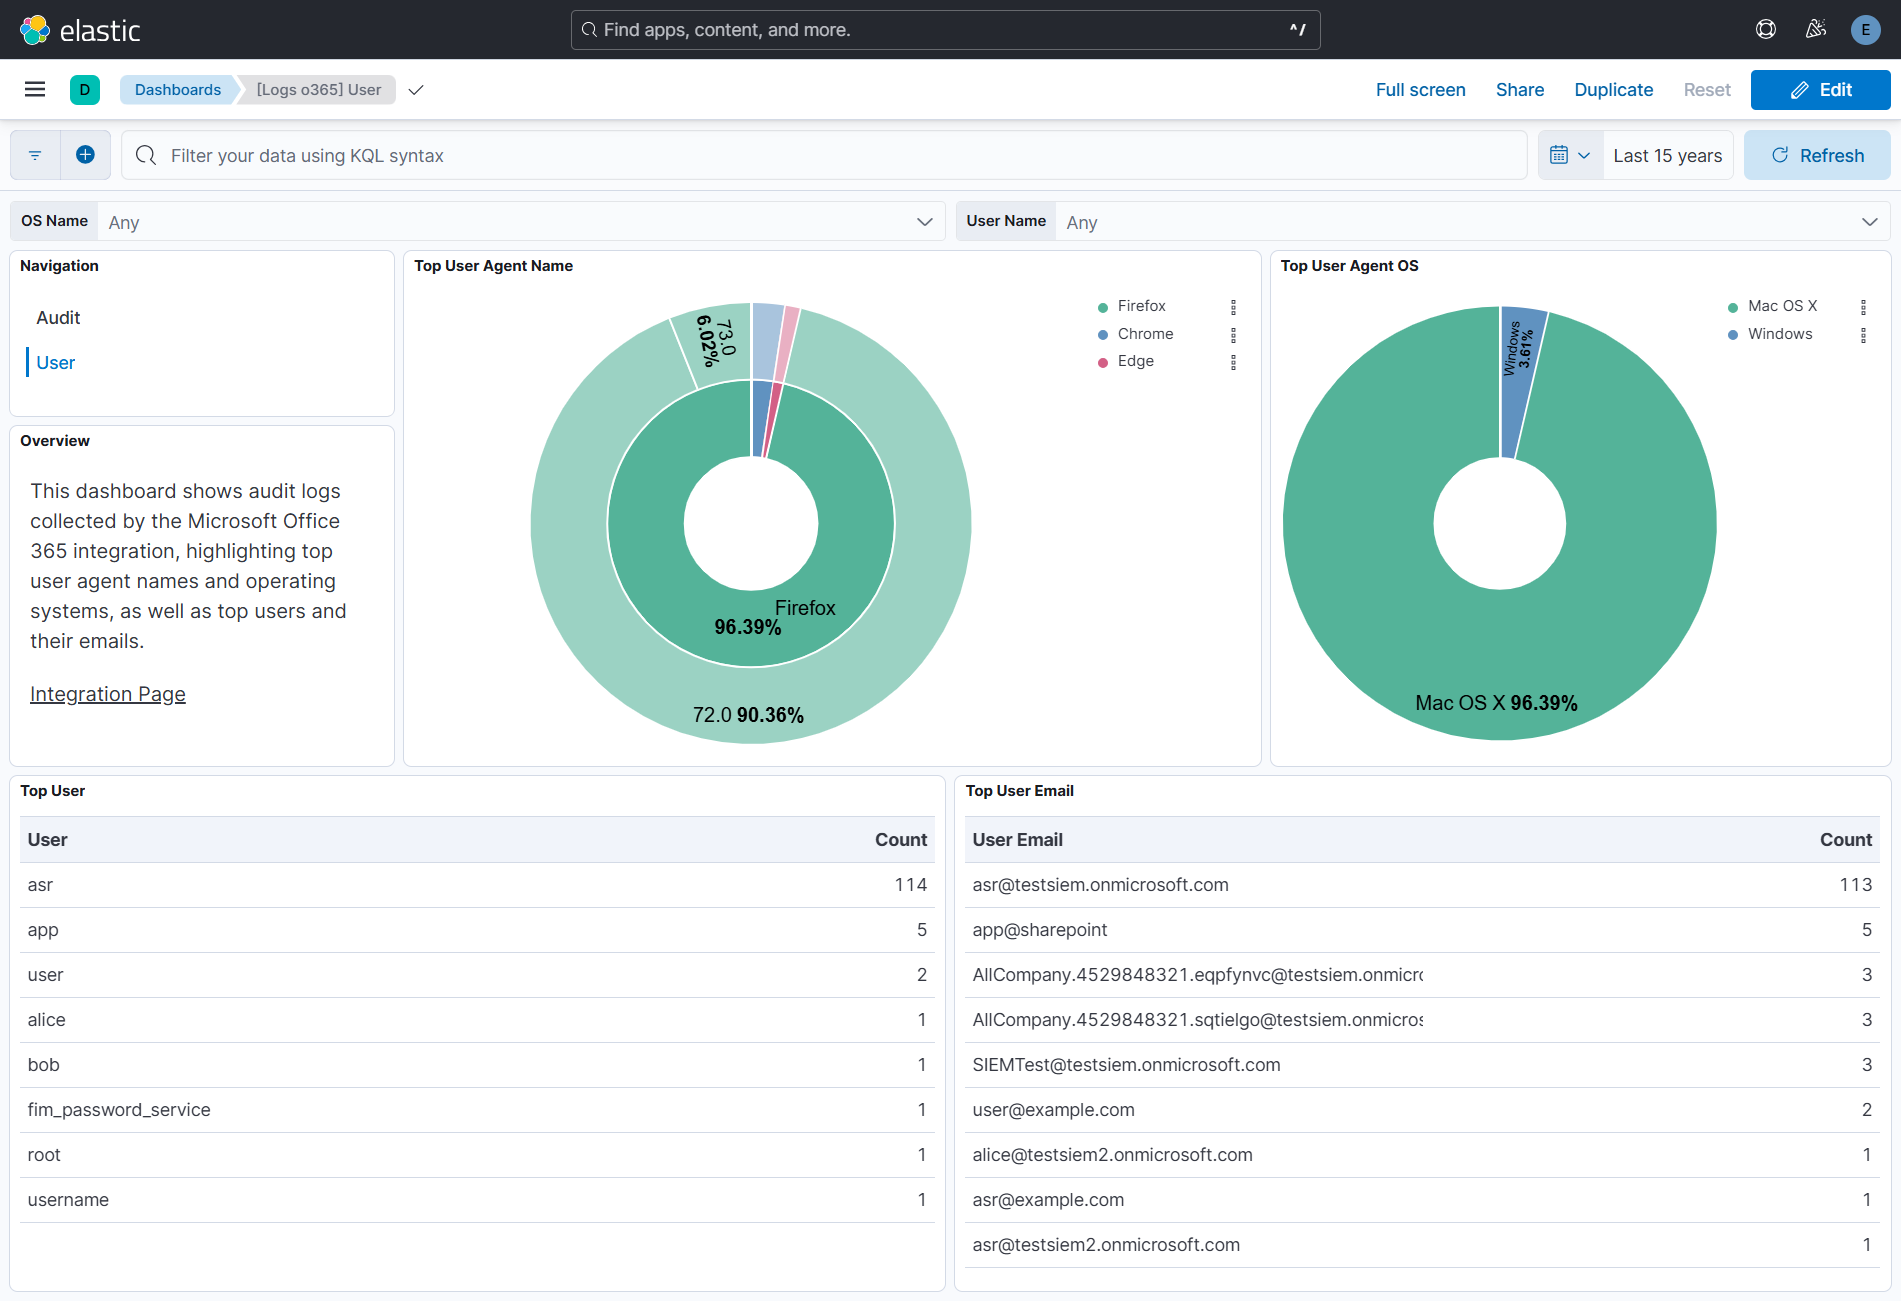 elastic
Find apps, content, and more.
^/
E
D
Dashboards
[Logs o365] User
Full screen
Share
Duplicate
Reset
Edit
Filter your data using KQL syntax
Last 15 years
Refresh
OS Name
Any
User Name
Any
Navigation
Audit
User
Overview
This dashboard shows audit logs
collected by the Microsoft Office
365 integration, highlighting top
user agent names and operating
systems, as well as top users and
their emails.
Integration Page
Top User Agent Name
73.0
6.02%
Firefox
96.39%
72.0 90.36%
Firefox
Chrome
Edge
Top User Agent OS
Windows
3.61%
Mac OS X 96.39%
Mac OS X
Windows
Top User
User Count
asr 114
app 5
user 2
alice 1
bob 1
fim_password_service 1
root 1
username 1
Top User Email
User Email Count
asr@testsiem.onmicrosoft.com 113
app@sharepoint 5
AllCompany.4529848321.eqpfynvc@testsiem.onmicro 3
AllCompany.4529848321.sqtielgo@testsiem.onmicros 3
SIEMTest@testsiem.onmicrosoft.com 3
user@example.com 2
alice@testsiem2.onmicrosoft.com 1
asr@example.com 1
asr@testsiem2.onmicrosoft.com 1